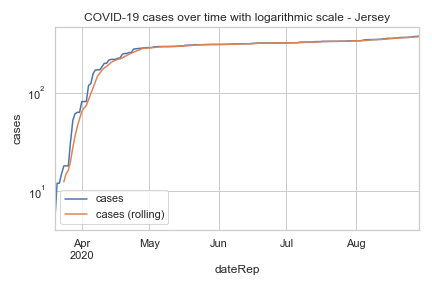 COVID-19 cases over time with logarithmic scale - Jersey
cases
10²
10¹
cases
cases (rolling)
Apr
2020
May
Jun
Jul
Aug
dateRep